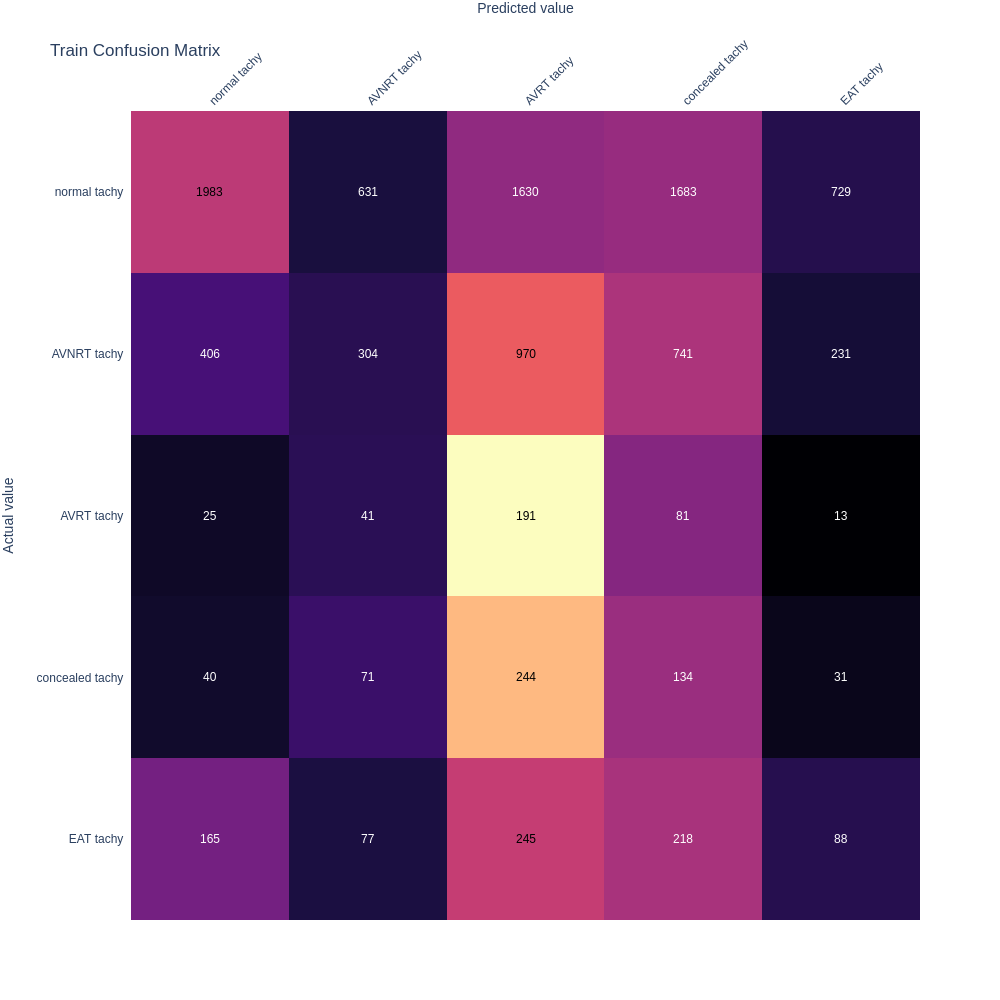 Predicted value
Train Confusion Matrix
normal tachy
AVNRT tachy
AVRT tachy
concealed tachy
EAT tachy
normal tachy 1983 631 1630 1683 729
AVNRT tachy 406 304 970 741 231
AVRT tachy 25 41 191 81 13
concealed tachy 40 71 244 134 31
EAT tachy 165 77 245 218 88
Actual value